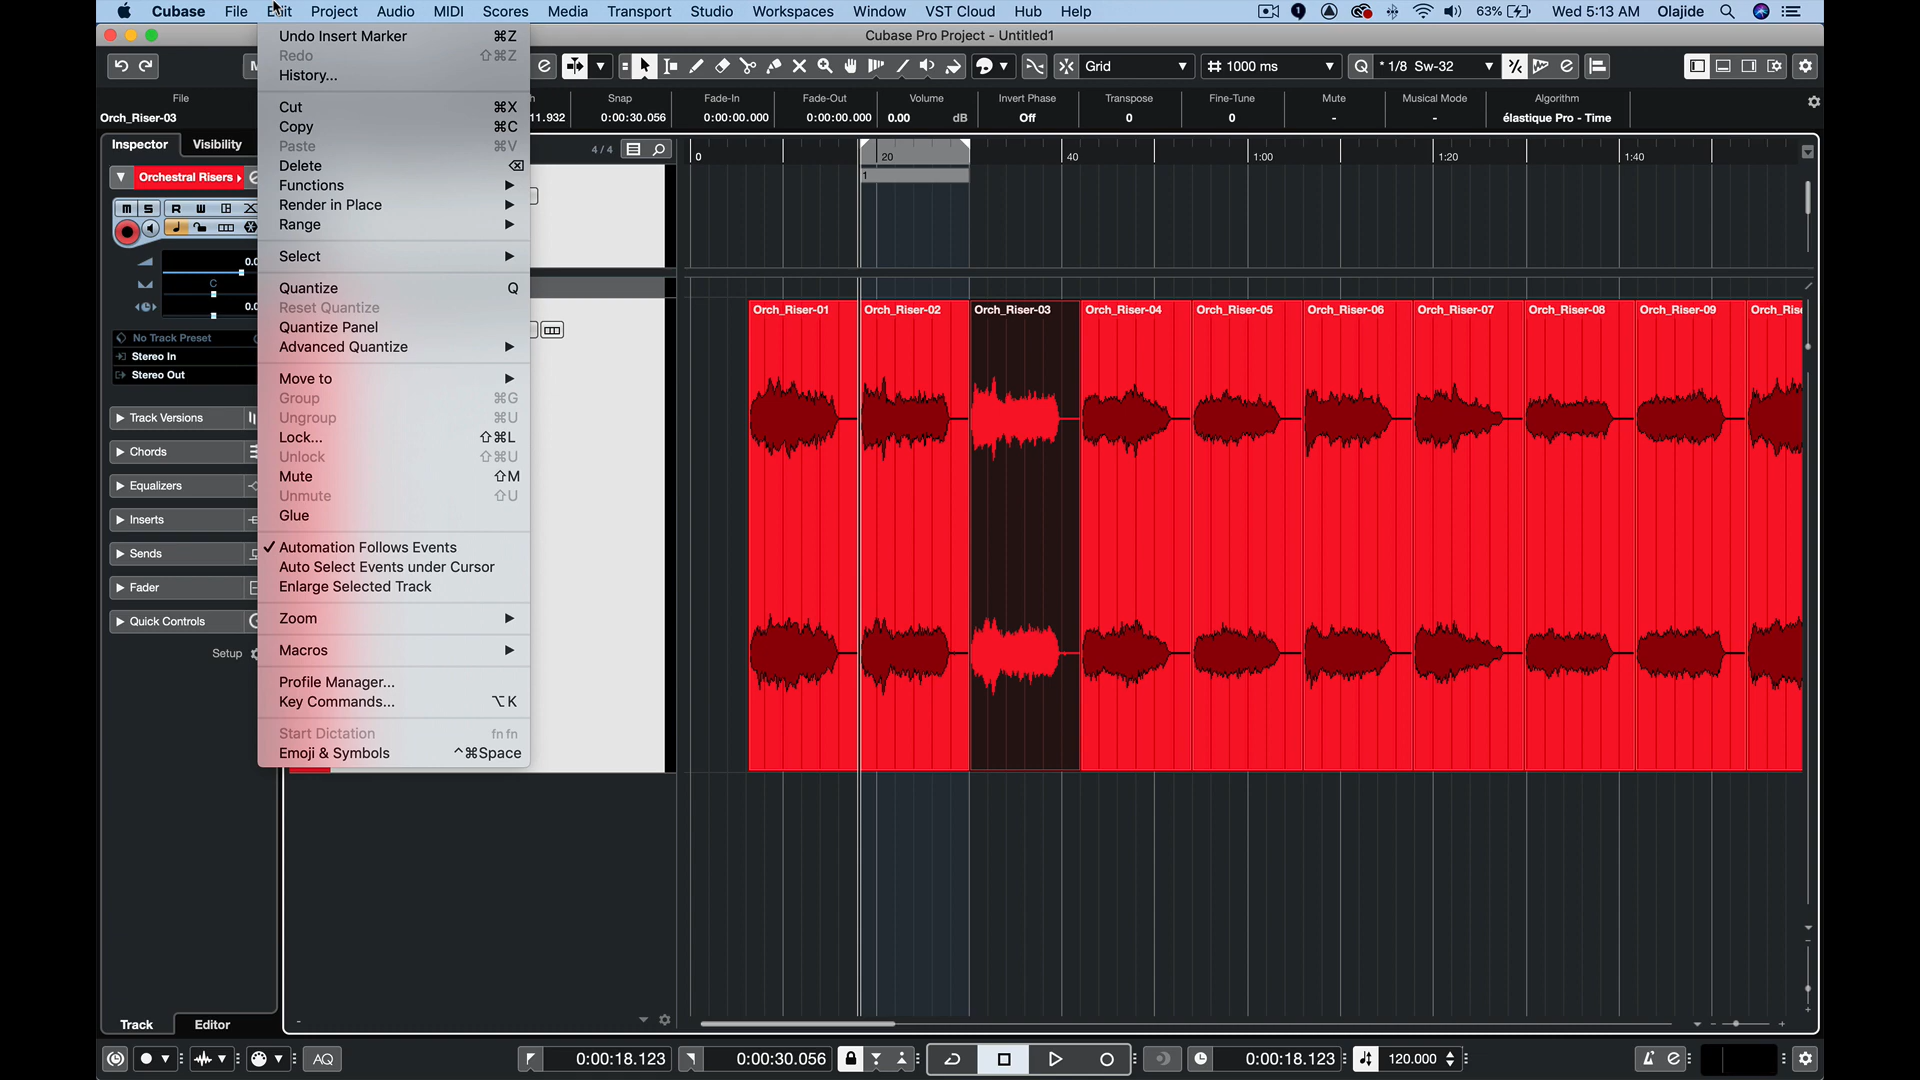 Cubase File Edit Project Audio MIDI Scores Media Transport Studio Workspaces Window VST Cloud Hub Help 63% Wed 5:13 AM Olajide
Cubase Pro Project - Untitled1
Grid 1000 ms Q * 1/8 Sw-32
File Snap Fade-In Fade-Out Volume Invert Phase Transpose Fine-Tune Mute Musical Mode Algorithm
Orch_Riser-03 11.932 0:00:30.056 0:00:00.000 0:00:00.000 0.00 dB Off 0 0 - - élastique Pro - Time
Inspector Visibility 4 / 4 0 20 40 1:00 1:20 1:40
1
Orchestral Risers
M S R W
C
No Track Preset
Stereo In
Stereo Out
Track Versions
Chords
Equalizers
Inserts
Sends
Fader
Quick Controls
Setup
Undo Insert Marker ⌘Z
Redo ⇧⌘Z
History...
Cut ⌘X
Copy ⌘C
Paste ⌘V
Delete ⌫
Functions
Render in Place
Range
Select
Quantize Q
Reset Quantize
Quantize Panel
Advanced Quantize
Move to
Group ⌘G
Ungroup ⌘U
Lock... ⇧⌘L
Unlock ⇧⌘U
Mute ⇧M
Unmute ⇧U
Glue
✓ Automation Follows Events
Auto Select Events under Cursor
Enlarge Selected Track
Zoom
Macros
Profile Manager...
Key Commands... ⌥K
Start Dictation fn fn
Emoji & Symbols ^⌘Space
Orch_Riser-01 Orch_Riser-02 Orch_Riser-03 Orch_Riser-04 Orch_Riser-05 Orch_Riser-06 Orch_Riser-07 Orch_Riser-08 Orch_Riser-09 Orch_Rise
Track Editor
AQ 0:00:18.123 0:00:30.056 0:00:18.123 120.000